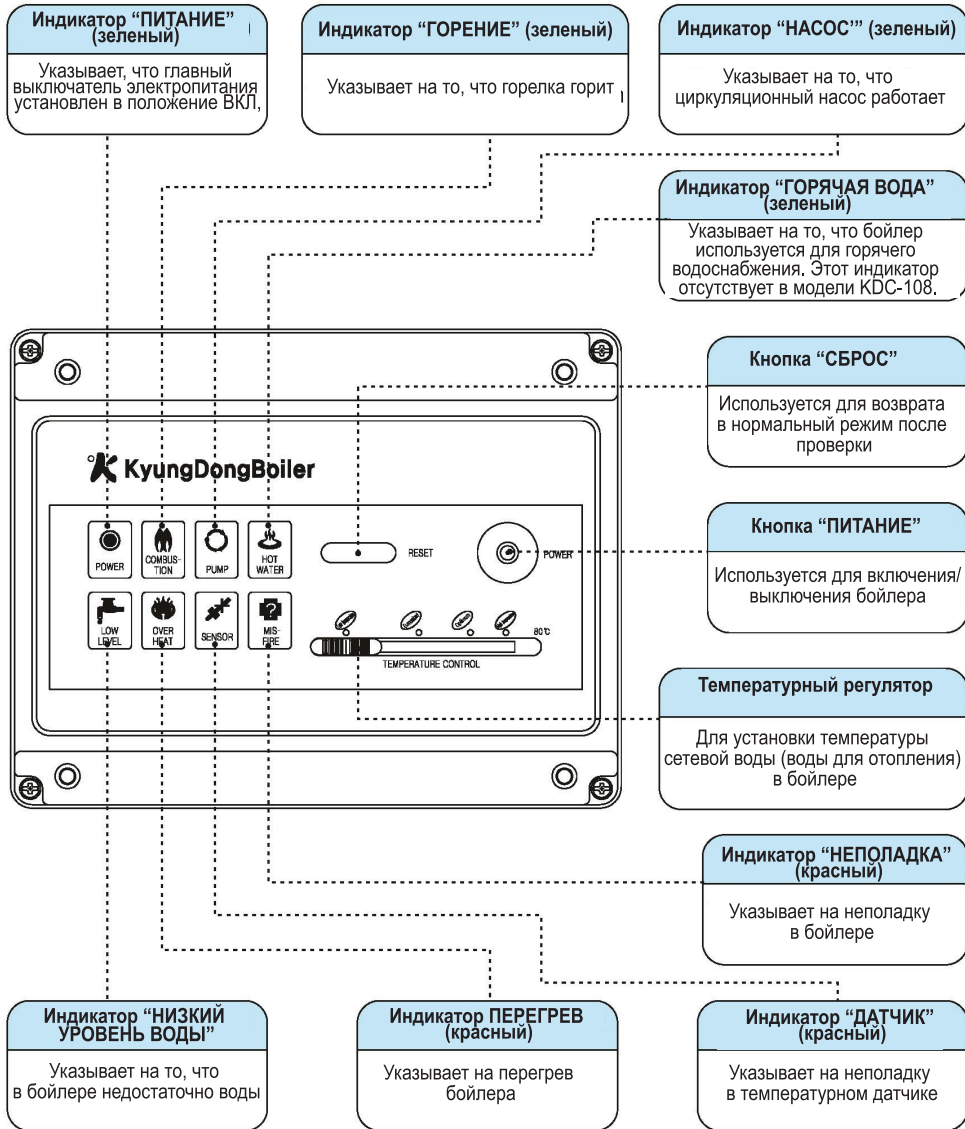 Индикатор “ПИТАНИЕ”
(зеленый)
Указывает, что главный
выключатель электропитания
установлен в положение ВКЛ,
Индикатор “ГОРЕНИЕ” (зеленый)
Указывает на то, что горелка горит
Индикатор “НАСОС’” (зеленый)
Указывает на то, что
циркуляционный насос работает
Индикатор “ГОРЯЧАЯ ВОДА”
(зеленый)
Указывает на то, что бойлер
используется для горячего
водоснабжения. Этот индикатор
отсутствует в модели KDC-108.
Кнопка “СБРОС”
Используется для возврата
в нормальный режим после
проверки
KyungDongBoiler
POWER
COMBUS-
TION
PUMP
HOT
WATER
RESET
POWER
Кнопка “ПИТАНИЕ”
Используется для включения/
выключения бойлера
LOW
LEVEL
OVER
HEAT
SENSOR
MIS-
FIRE
80℃
TEMPERATURE CONTROL
Температурный регулятор
Для установки температуры
сетевой воды (воды для отопления)
в бойлере
Индикатор “НЕПОЛАДКА”
(красный)
Указывает на неполадку
в бойлере
Индикатор “НИЗКИЙ
УРОВЕНЬ ВОДЫ”
Указывает на то, что
в бойлере недостаточно воды
Индикатор ПЕРЕГРЕВ
(красный)
Указывает на перегрев
бойлера
Индикатор “ДАТЧИК”
(красный)
Указывает на неполадку
в температурном датчике